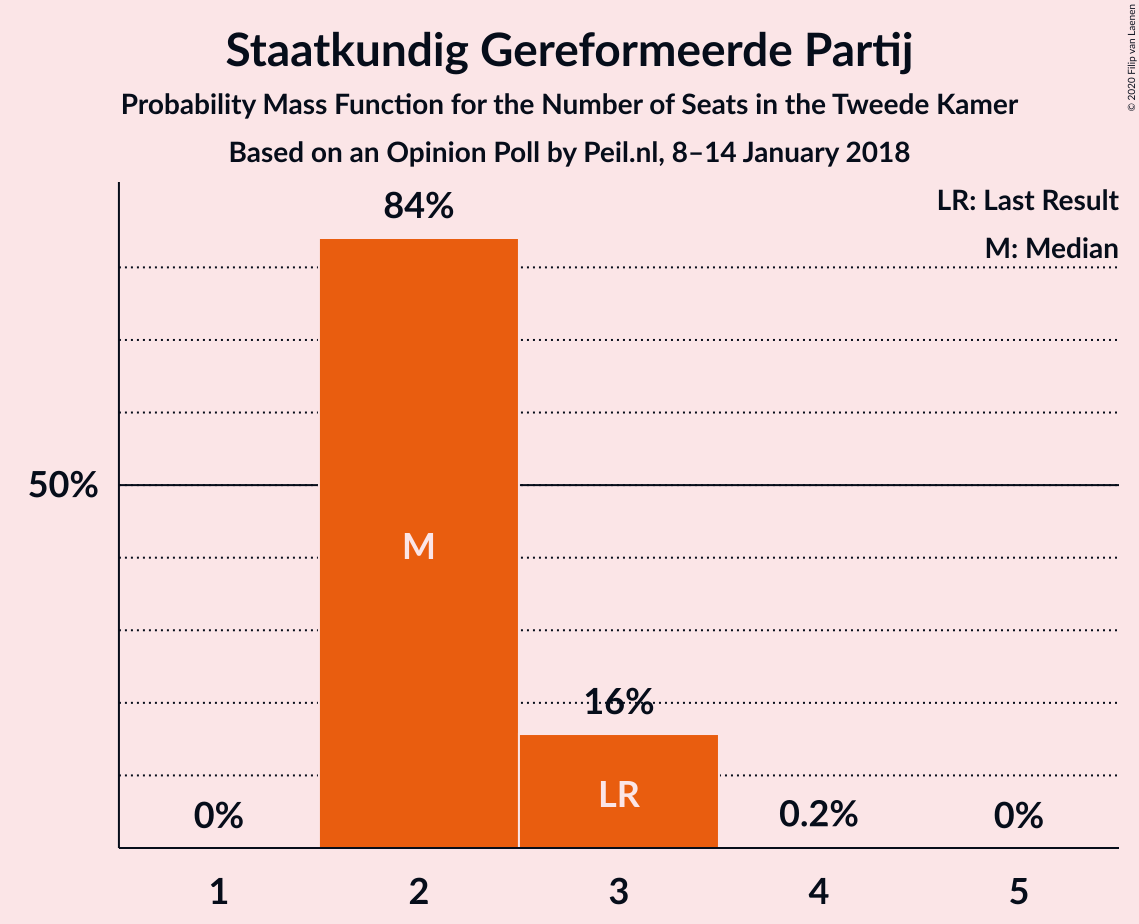 Staatkundig Gereformeerde Partij
Probability Mass Function for the Number of Seats in the Tweede Kamer
Based on an Opinion Poll by Peil.nl, 8–14 January 2018
© 2020 Filip van Laenen
LR: Last Result
M: Median
84%
50%
M
16%
LR
0%
0.2%
0%
1 2 3 4 5